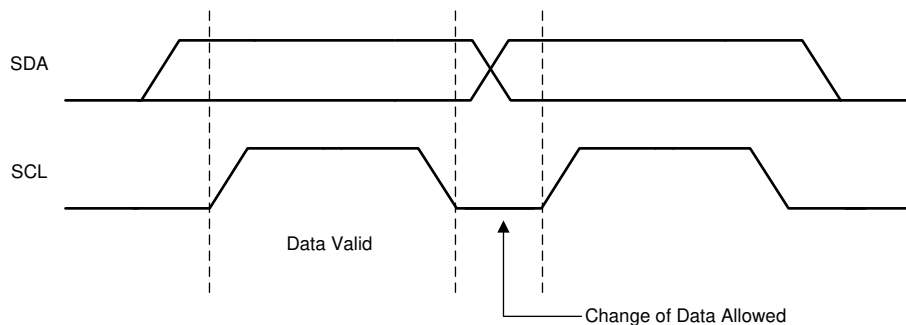 SDA
SCL
Data Valid
Change of Data Allowed